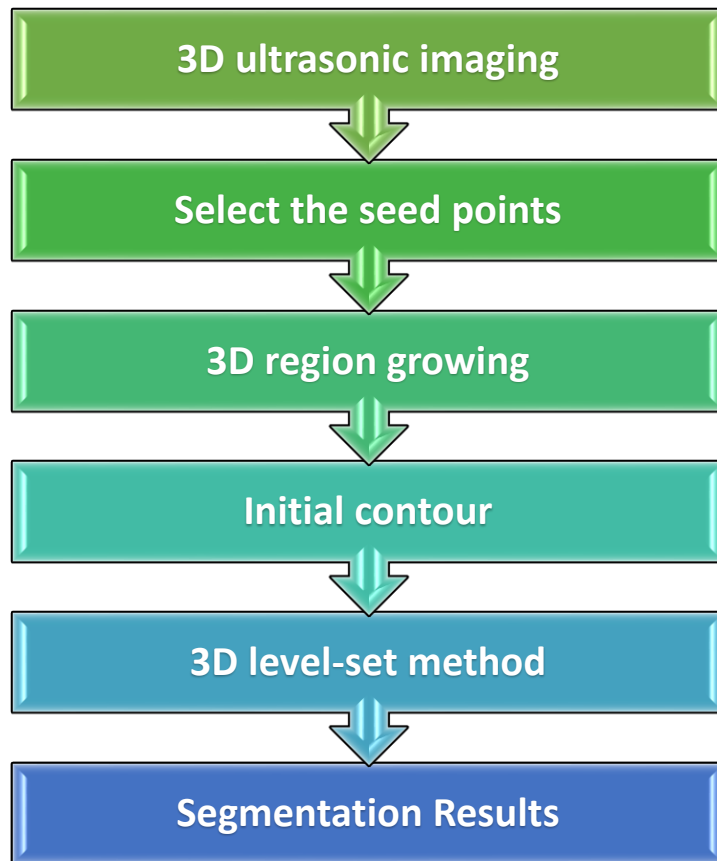 3D ultrasonic imaging
Select the seed points
3D region growing
Initial contour
3D level-set method
Segmentation Results